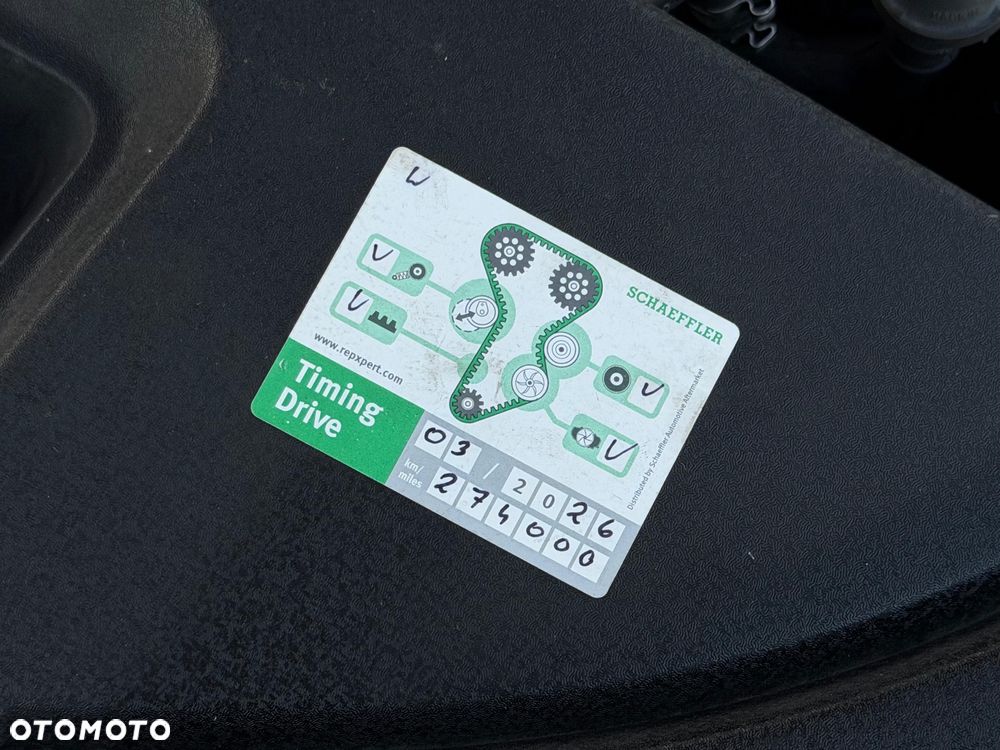 SCHAEFFLER
www.repxpert.com
Timing
Drive
03 / 2026
km/
miles
274000
Distributed by Schaeffler Automotive Aftermarket
OTOMOTO